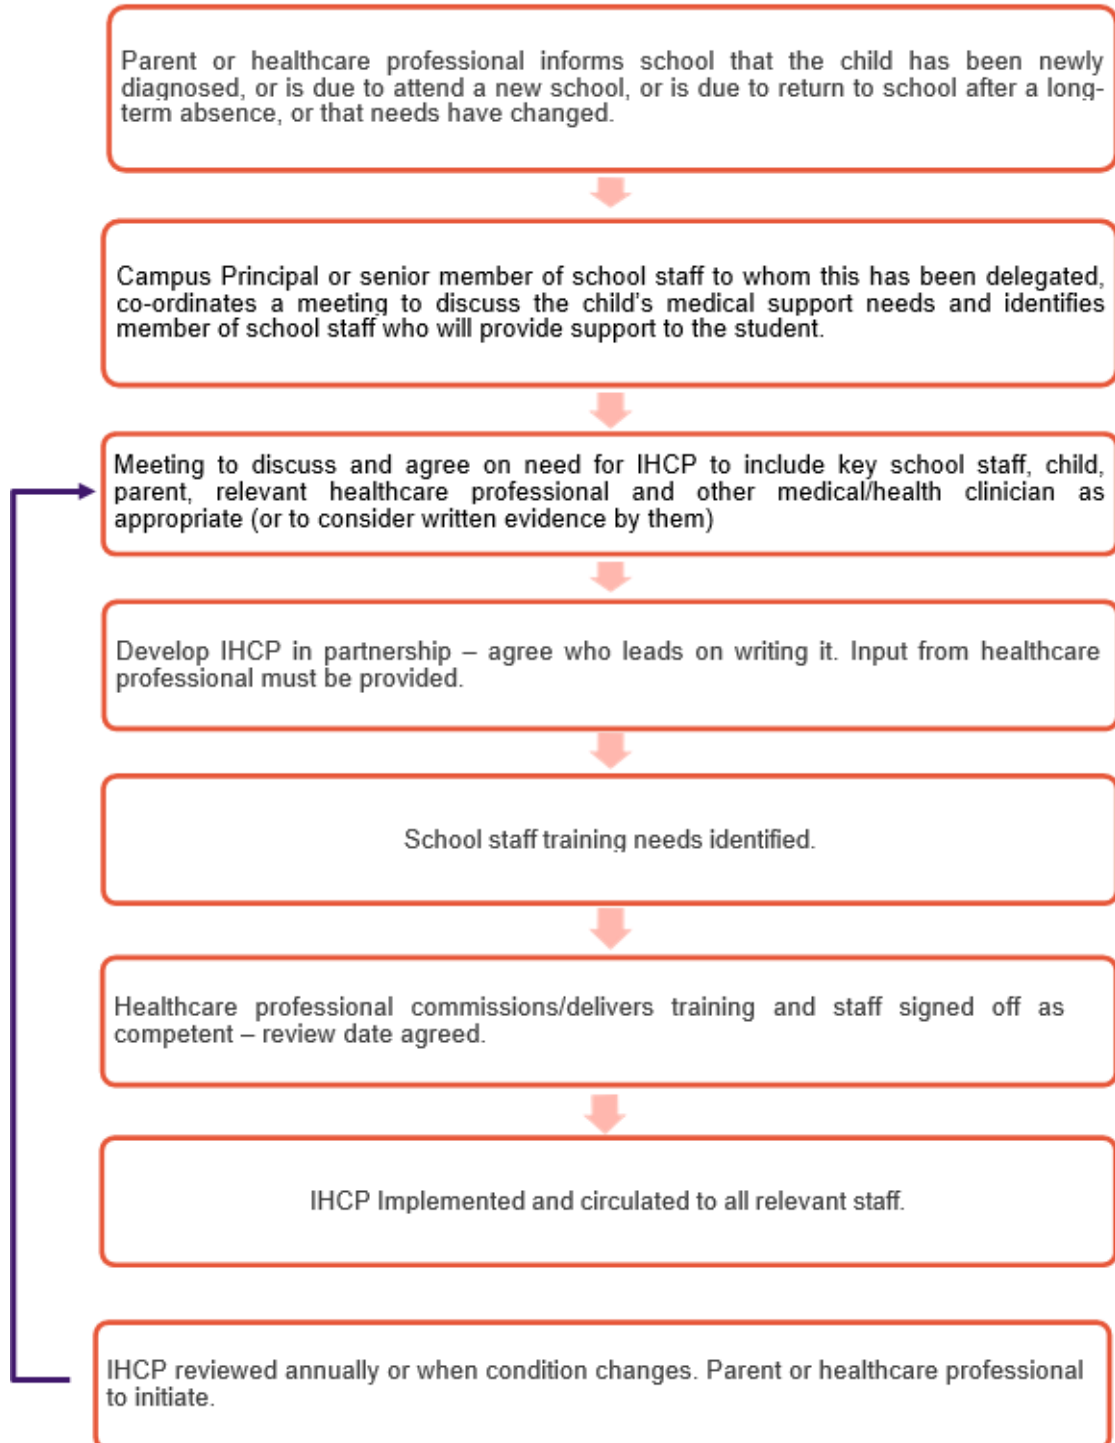 Parent or healthcare professional informs school that the child has been newly
diagnosed, or is due to attend a new school, or is due to return to school after a long-
term absence, or that needs have changed.
Campus Principal or senior member of school staff to whom this has been delegated,
co-ordinates a meeting to discuss the child's medical support needs and identifies
member of school staff who will provide support to the student.
Meeting to discuss and agree on need for IHCP to include key school staff, child,
parent, relevant healthcare professional and other medical/health clinician as
appropriate (or to consider written evidence by them)
Develop IHCP in partnership – agree who leads on writing it. Input from healthcare
professional must be provided.
School staff training needs identified.
Healthcare professional commissions/delivers training and staff signed off as
competent – review date agreed.
IHCP Implemented and circulated to all relevant staff.
IHCP reviewed annually or when condition changes. Parent or healthcare professional
to initiate.